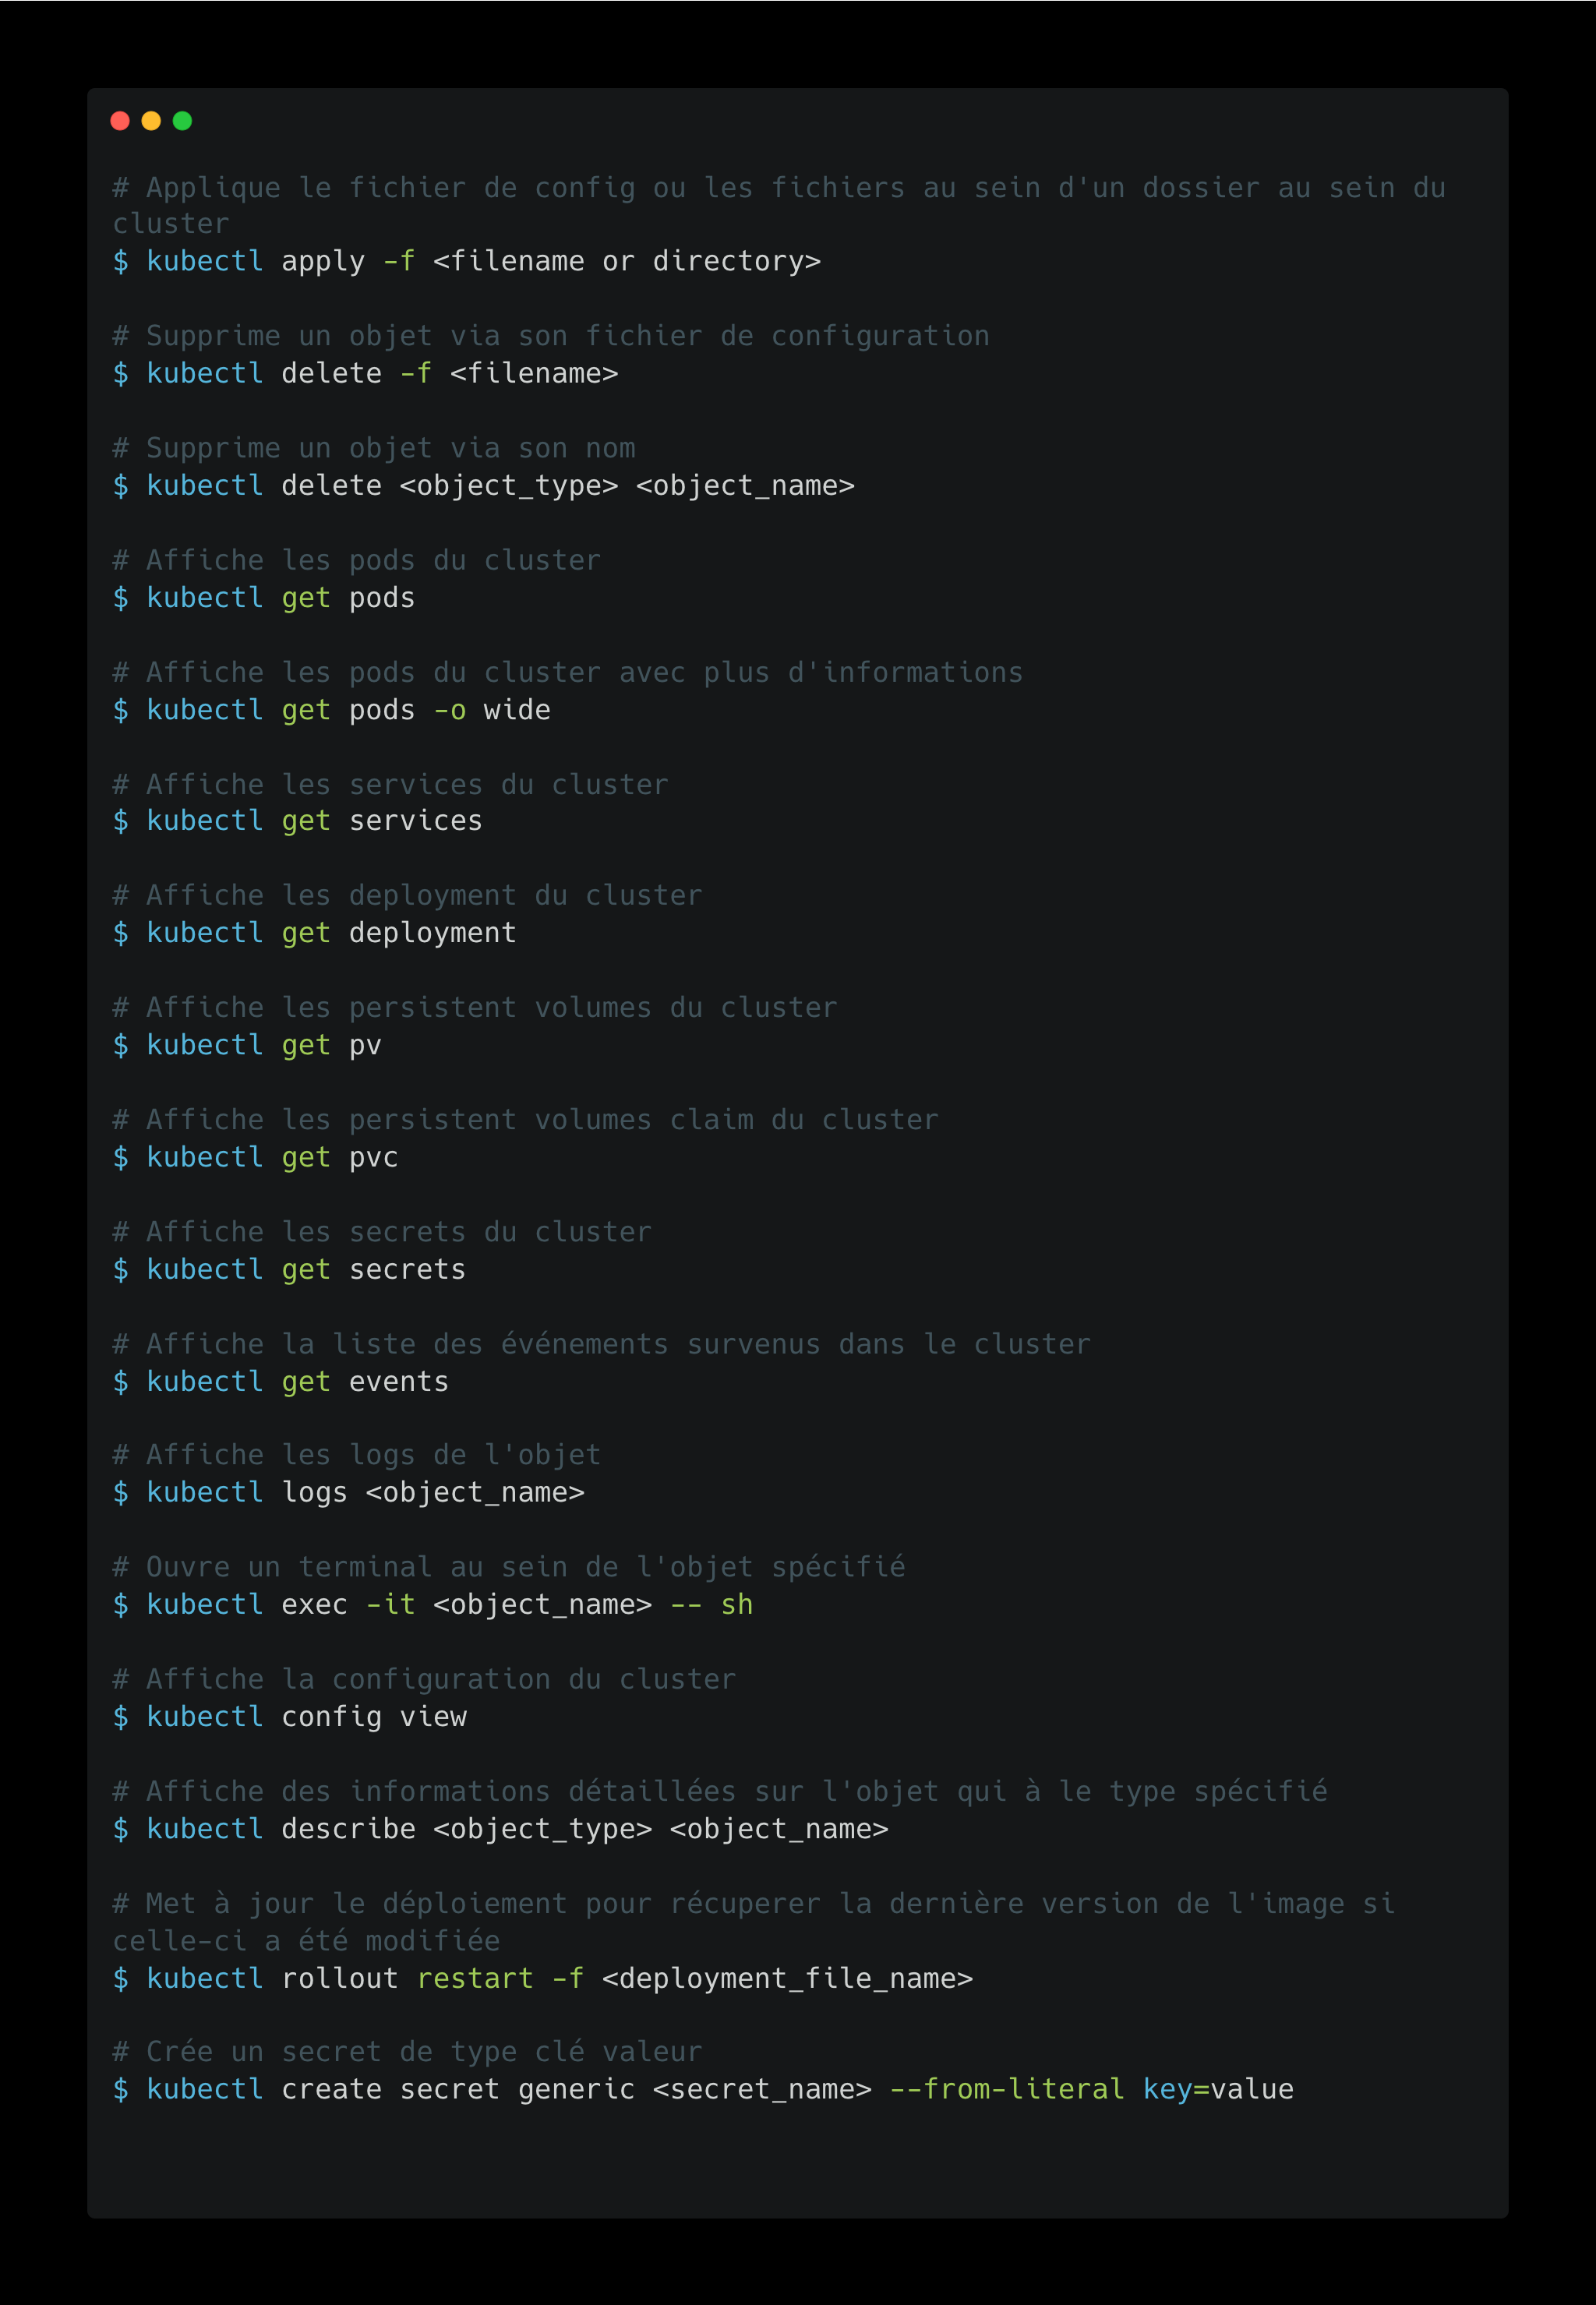 # Applique le fichier de config ou les fichiers au sein d'un dossier au sein du
cluster
$ kubectl apply -f <filename or directory>
# Supprime un objet via son fichier de configuration
$ kubectl delete -f <filename>
# Supprime un objet via son nom
$ kubectl delete <object_type> <object_name>
# Affiche les pods du cluster
$ kubectl get pods
# Affiche les pods du cluster avec plus d'informations
$ kubectl get pods -o wide
# Affiche les services du cluster
$ kubectl get services
# Affiche les deployment du cluster
$ kubectl get deployment
# Affiche les persistent volumes du cluster
$ kubectl get pv
# Affiche les persistent volumes claim du cluster
$ kubectl get pvc
# Affiche les secrets du cluster
$ kubectl get secrets
# Affiche la liste des événements survenus dans le cluster
$ kubectl get events
# Affiche les logs de l'objet
$ kubectl logs <object_name>
# Ouvre un terminal au sein de l'objet spécifié
$ kubectl exec -it <object_name> -- sh
# Affiche la configuration du cluster
$ kubectl config view
# Affiche des informations détaillées sur l'objet qui à le type spécifié
$ kubectl describe <object_type> <object_name>
# Met à jour le déploiement pour récuperer la dernière version de l'image si
celle-ci a été modifiée
$ kubectl rollout restart -f <deployment_file_name>
# Crée un secret de type clé valeur
$ kubectl create secret generic <secret_name> --from-literal key=value